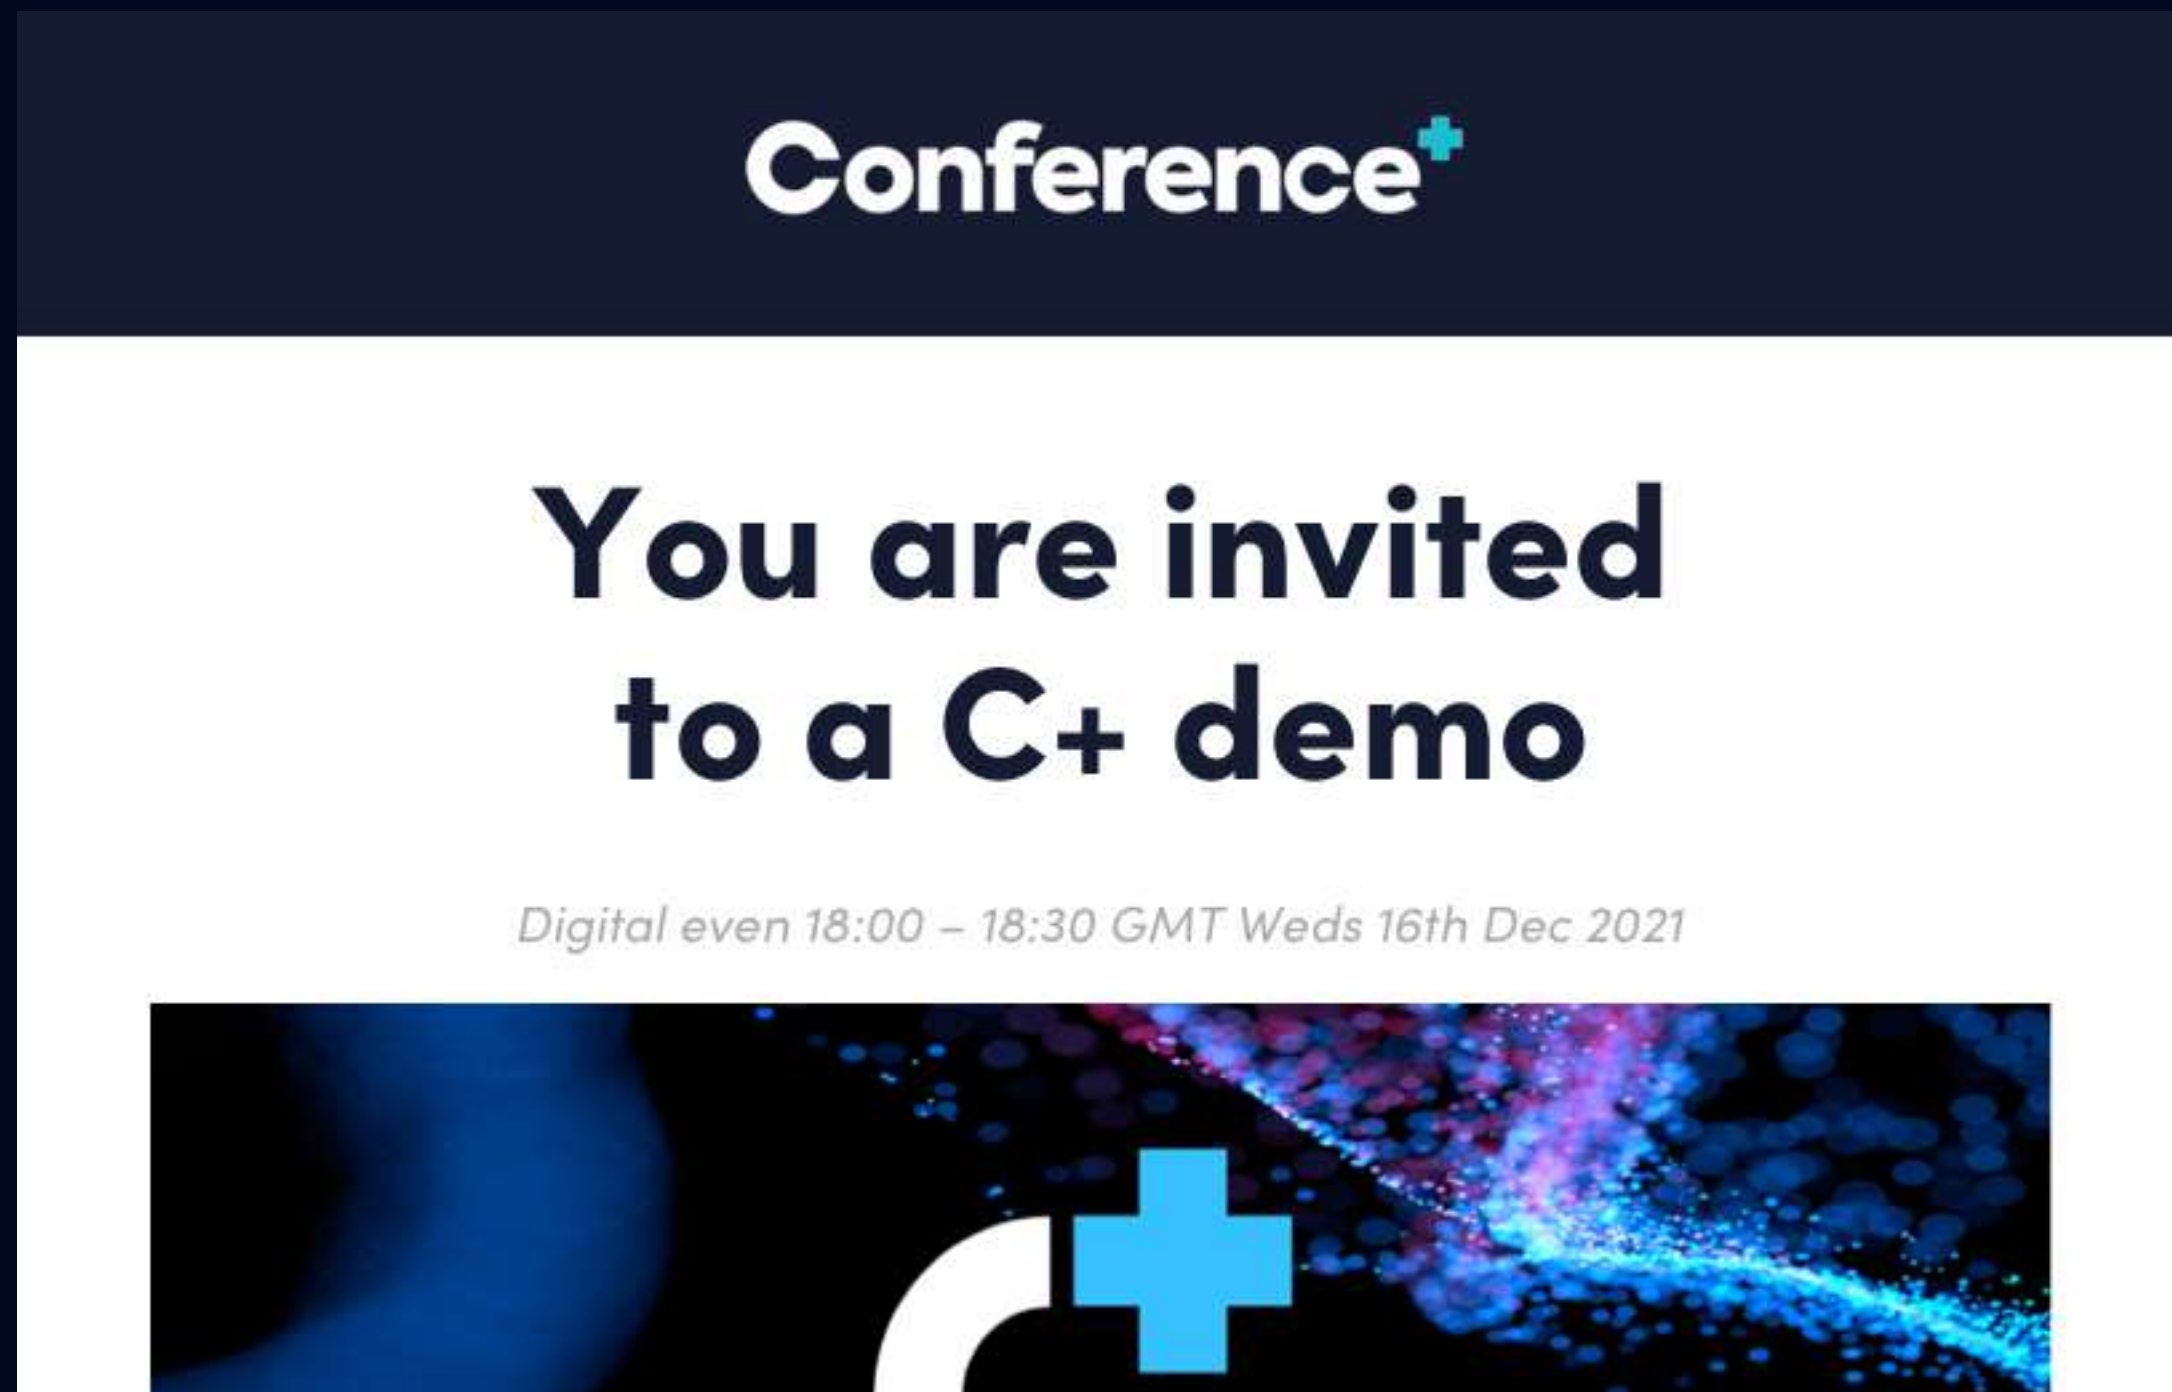 Conference+
You are invited
to a C+ demo
Digital even 18:00 – 18:30 GMT Weds 16th Dec 2021